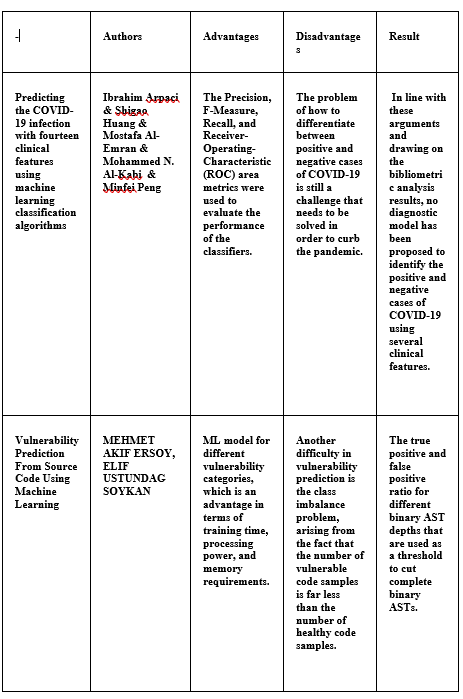 -
Authors
Advantages
Disadvantage
s
Result
Predicting
the COVID-
19 infection
with fourteen
clinical
features
using
machine
learning
classification
algorithms
Ibrahim Arpaci
& Shigao
Huang &
Mostafa Al-
Emran &
Mohammed N.
Al-Kabi &
Minfei Peng
The Precision,
F-Measure,
Recall, and
Receiver-
Operating-
Characteristic
(ROC) area
metrics were
used to
evaluate the
performance
of the
classifiers.
The problem
of how to
differentiate
between
positive and
negative cases
of COVID-19
is still a
challenge that
needs to be
solved in
order to curb
the pandemic.
In line with
these
arguments
and
drawing on
the
bibliometri
c analysis
results, no
diagnostic
model has
been
proposed to
identify the
positive and
negative
cases of
COVID-19
using
several
clinical
features.
Vulnerability
Prediction
From Source
Code Using
Machine
Learning
MEHMET
AKIF ERSOY,
ELIF
USTUNDAG
SOYKAN
ML model for
different
vulnerability
categories,
which is an
advantage in
terms of
training time,
processing
power, and
memory
requirements.
Another
difficulty in
vulnerability
prediction is
the class
imbalance
problem,
arising from
the fact that
the number of
vulnerable
code samples
is far less
than the
number of
healthy code
samples.
The true
positive and
false
positive
ratio for
different
binary AST
depths that
are used as
a threshold
to cut
complete
binary
ASTs.